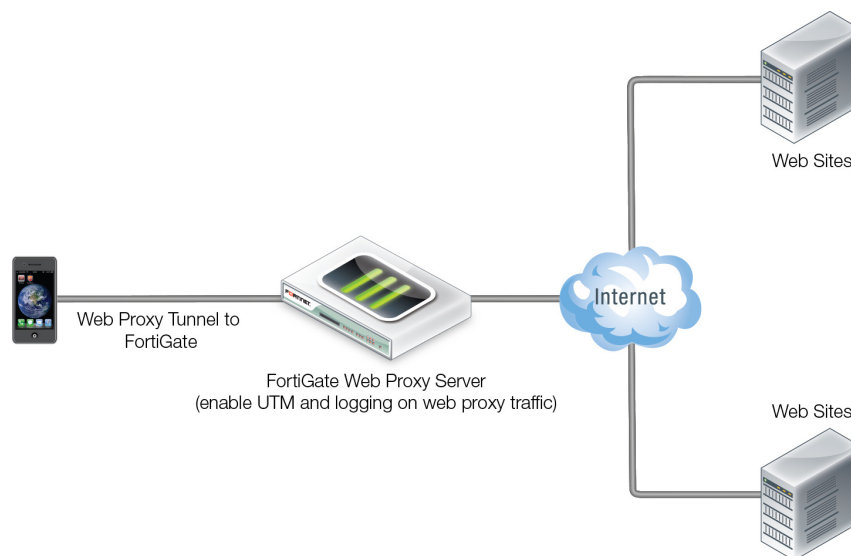 Web Sites
FORTINET
Internet
Web Proxy Tunnel to
FortiGate
FortiGate Web Proxy Server
(enable UTM and logging on web proxy traffic)
Web Sites